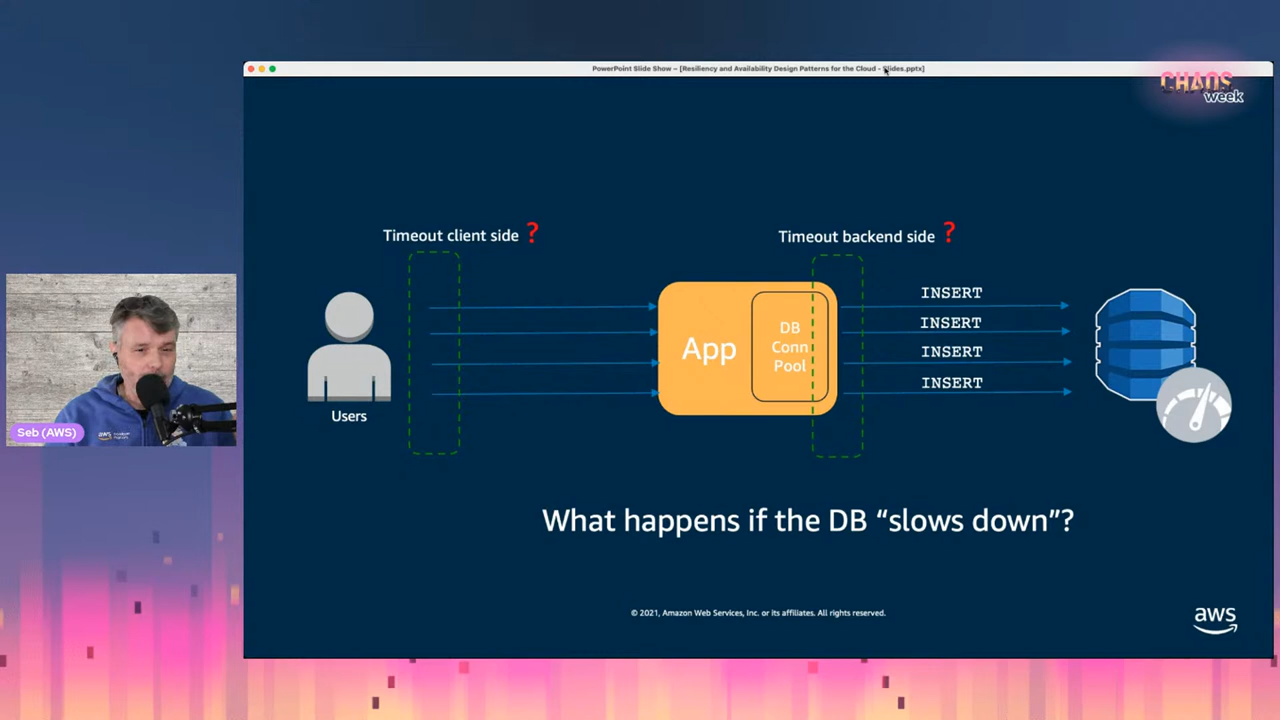 PowerPoint Slide Show – [Resiliency and Availability Design Patterns for the Cloud - Slides.pptx]
CHAOS
week
Timeout client side ?
Timeout backend side ?
INSERT
INSERT
INSERT
INSERT
App
DB
Conn
Pool
Users
Seb (AWS)
aws
What happens if the DB “slows down”?
© 2021, Amazon Web Services, Inc. or its affiliates. All rights reserved.
aws